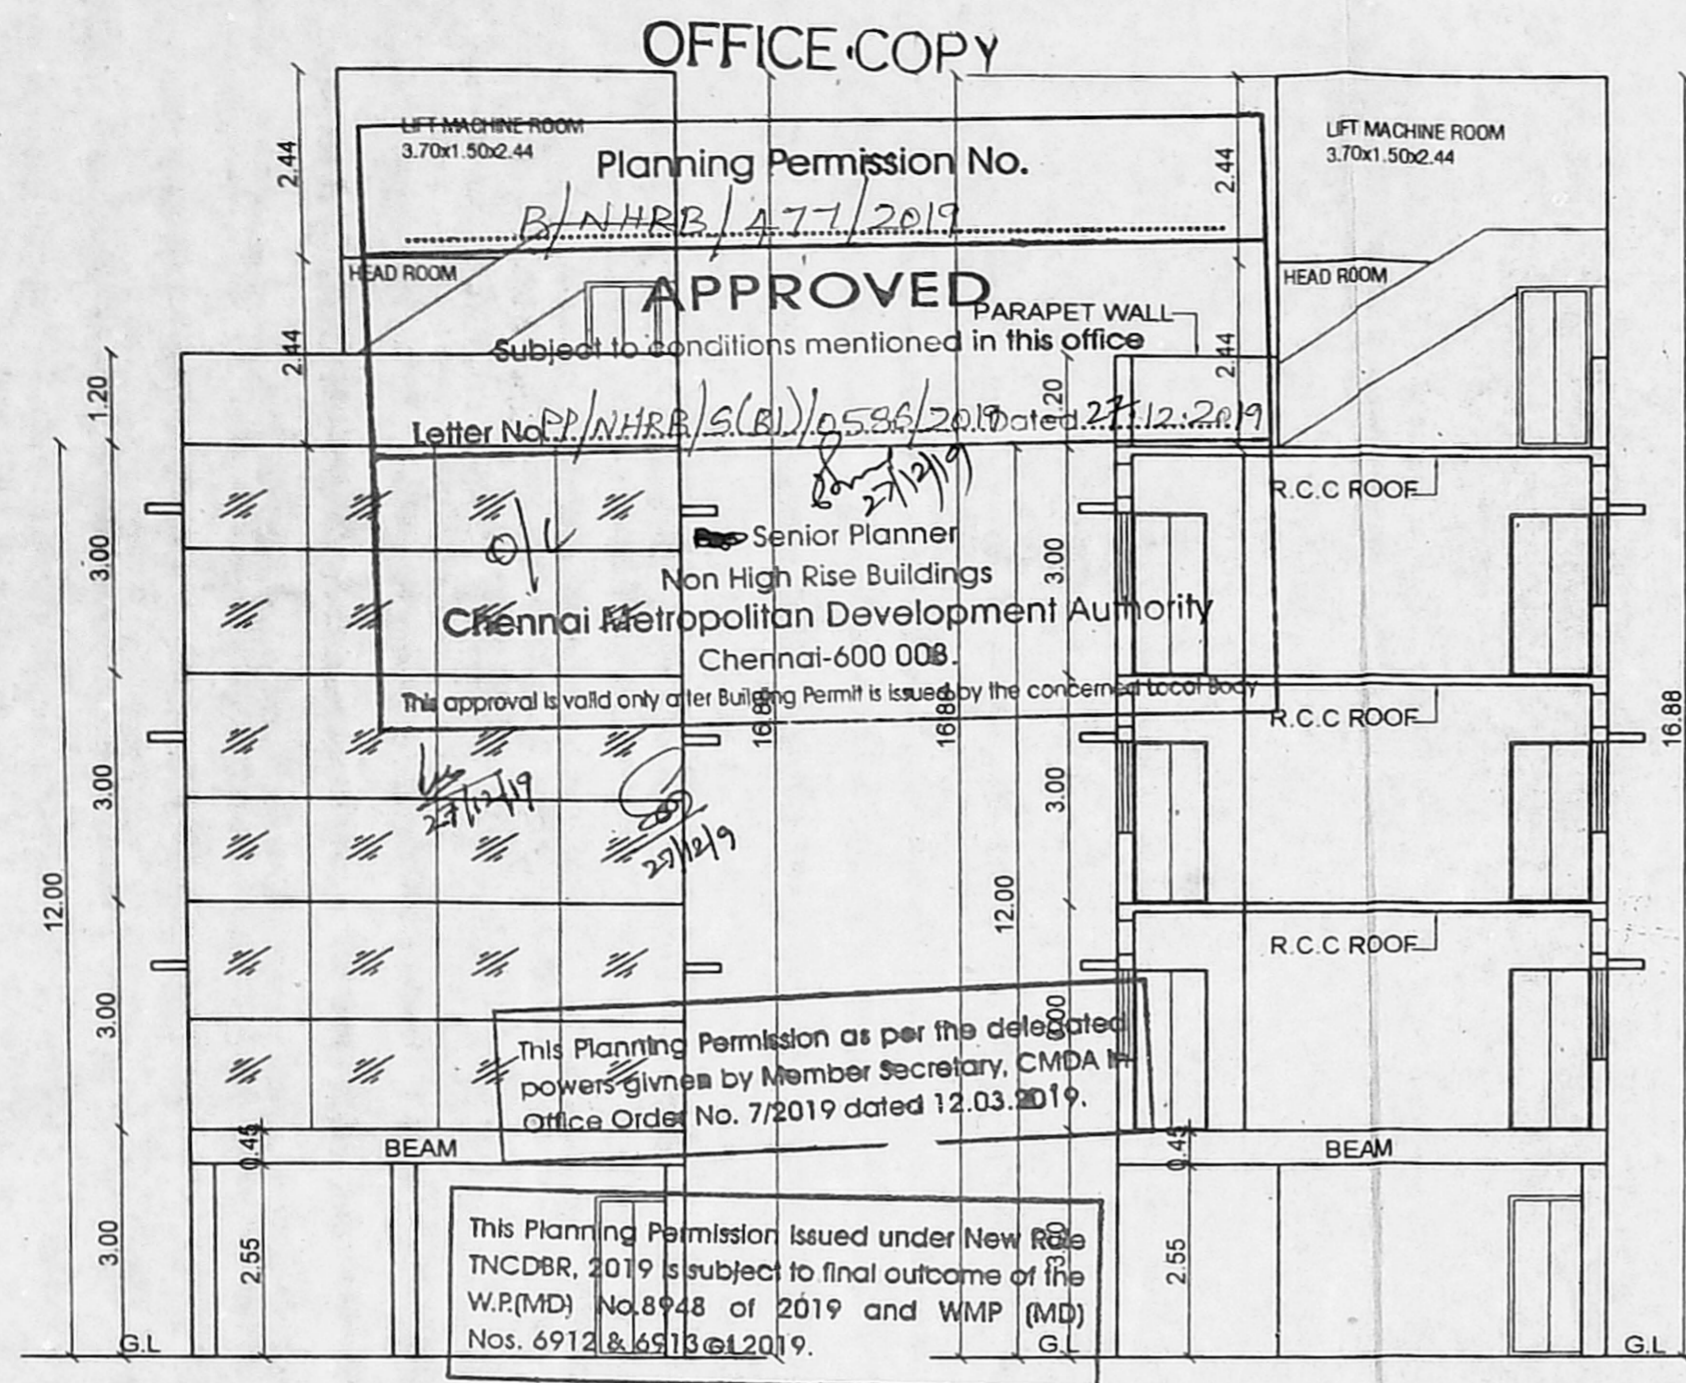 OFFICE COPY
LIFT MACHINE ROOM
3.70x1.50x2.44
Planning Permission No.
B/NHRB/477/2019
LIFT MACHINE ROOM
3.70x1.50x2.44
2.44
2.44
HEAD ROOM
APPROVED
PARAPET WALL
HEAD ROOM
Subject to conditions mentioned in this office
2.44
2.44
1.20
Letter No. PP/NHRB/S(B1)/0586/2019 Dated 27.12.2019
1.20
27/12/19
R.C.C ROOF
Senior Planner
Non High Rise Buildings
3.00
3.00
Chennai Metropolitan Development Authority
Chennai-600 008.
This approval is valid only after Building Permit is issued by the concerned Local Body
R.C.C ROOF
16.88
16.88
16.88
3.00
3.00
27/12/19
27/12/9
12.00
12.00
R.C.C ROOF
3.00
3.00
This Planning Permission as per the delegated
powers givnen by Member Secretary, CMDA in
Office Order No. 7/2019 dated 12.03.2019.
0.45
BEAM
0.45
BEAM
This Planning Permission issued under New Rule
TNCDBR, 2019 is subject to final outcome of the
W.P.(MD) No.8948 of 2019 and WMP (MD)
Nos. 6912 & 6913 of 2019.
3.00
2.55
2.55
G.L
G.L
G.L